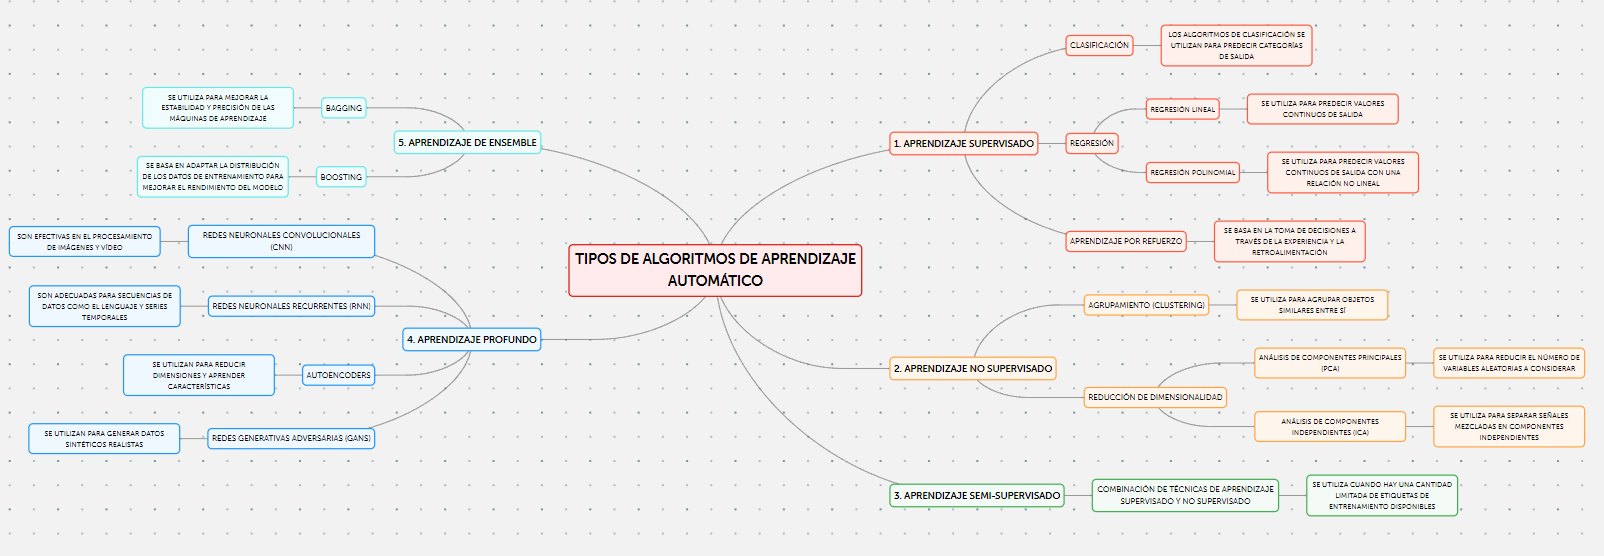 TIPOS DE ALGORITMOS DE APRENDIZAJE
AUTOMÁTICO
1. APRENDIZAJE SUPERVISADO
CLASIFICACIÓN
LOS ALGORITMOS DE CLASIFICACIÓN SE
UTILIZAN PARA PREDECIR CATEGORÍAS
DE SALIDA
REGRESIÓN
REGRESIÓN LINEAL
SE UTILIZA PARA PREDECIR VALORES
CONTINUOS DE SALIDA
REGRESIÓN POLINOMIAL
SE UTILIZA PARA PREDECIR VALORES
CONTINUOS DE SALIDA CON UNA
RELACIÓN NO LINEAL
APRENDIZAJE POR REFUERZO
SE BASA EN LA TOMA DE DECISIONES A
TRAVÉS DE LA EXPERIENCIA Y LA
RETROALIMENTACIÓN
2. APRENDIZAJE NO SUPERVISADO
AGRUPAMIENTO (CLUSTERING)
SE UTILIZA PARA AGRUPAR OBJETOS
SIMILARES ENTRE SÍ
REDUCCIÓN DE DIMENSIONALIDAD
ANÁLISIS DE COMPONENTES PRINCIPALES
(PCA)
SE UTILIZA PARA REDUCIR EL NÚMERO DE
VARIABLES ALEATORIAS A CONSIDERAR
ANÁLISIS DE COMPONENTES
INDEPENDIENTES (ICA)
SE UTILIZA PARA SEPARAR SEÑALES
MEZCLADAS EN COMPONENTES
INDEPENDIENTES
3. APRENDIZAJE SEMI-SUPERVISADO
COMBINACIÓN DE TÉCNICAS DE APRENDIZAJE
SUPERVISADO Y NO SUPERVISADO
SE UTILIZA CUANDO HAY UNA CANTIDAD
LIMITADA DE ETIQUETAS DE
ENTRENAMIENTO DISPONIBLES
4. APRENDIZAJE PROFUNDO
REDES NEURONALES CONVOLUCIONALES
(CNN)
SON EFECTIVAS EN EL PROCESAMIENTO
DE IMÁGENES Y VÍDEO
REDES NEURONALES RECURRENTES (RNN)
SON ADECUADAS PARA SECUENCIAS DE
DATOS COMO EL LENGUAJE Y SERIES
TEMPORALES
AUTOENCODERS
SE UTILIZAN PARA REDUCIR
DIMENSIONES Y APRENDER
CARACTERÍSTICAS
REDES GENERATIVAS ADVERSARIAS (GANS)
SE UTILIZAN PARA GENERAR DATOS
SINTÉTICOS REALISTAS
5. APRENDIZAJE DE ENSEMBLE
BAGGING
SE UTILIZA PARA MEJORAR LA
ESTABILIDAD Y PRECISIÓN DE LAS
MÁQUINAS DE APRENDIZAJE
BOOSTING
SE BASA EN ADAPTAR LA DISTRIBUCIÓN
DE LOS DATOS DE ENTRENAMIENTO PARA
MEJORAR EL RENDIMIENTO DEL MODELO